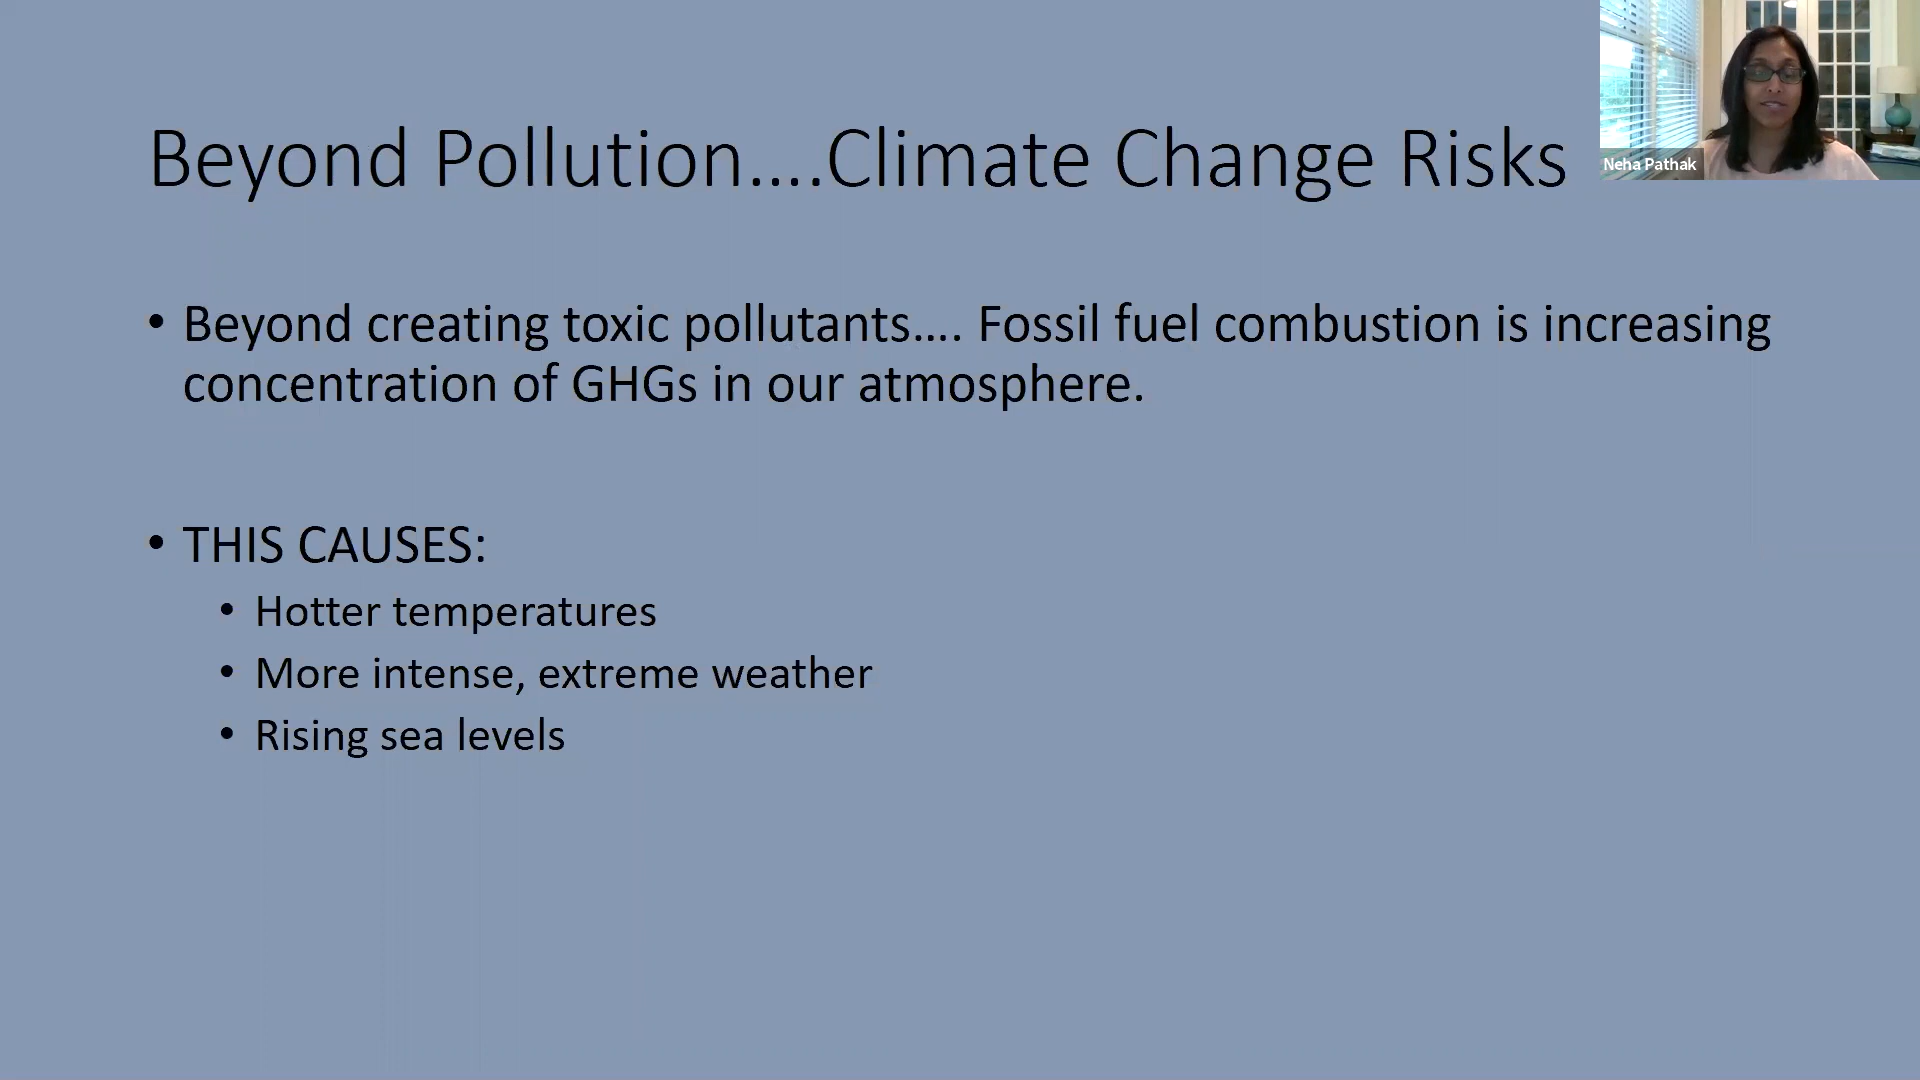 Beyond Pollution....Climate Change Risks
Neha Pathak
• Beyond creating toxic pollutants.... Fossil fuel combustion is increasing
concentration of GHGs in our atmosphere.
• THIS CAUSES:
• Hotter temperatures
• More intense, extreme weather
• Rising sea levels